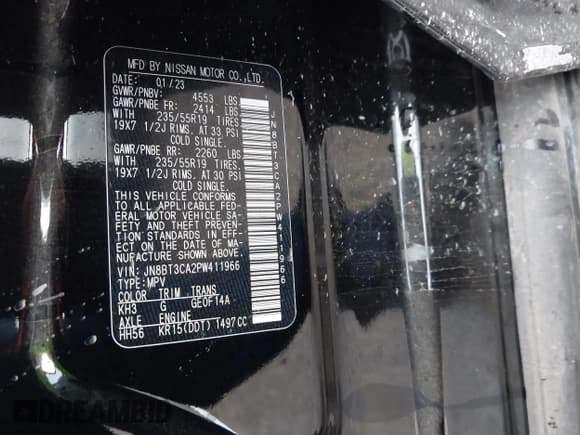 MFD BY NISSAN MOTOR CO.,LTD.
DATE: 01/23
GVWR/PNBV: 4553 LBS
GAWR/PNBE FR: 2414 LBS
WITH 235/55R19 TIRES
19X7 1/2J RIMS. AT 33 PSI
COLD SINGLE.
GAWR/PNBE RR: 2260 LBS
WITH 235/55R19 TIRES
19X7 1/2J RIMS. AT 30 PSI
COLD SINGLE.
THIS VEHICLE CONFORMS
TO ALL APPLICABLE FED-
ERAL MOTOR VEHICLE SA-
FETY AND THEFT PREVEN-
TION STANDARDS IN EFF-
ECT ON THE DATE OF MA-
NUFACTURE SHOWN ABOVE.
VIN: JN8BT3CA2PW411966
TYPE: MPV
COLOR TRIM TRANS
KH3 G GE0F14A
AXLE ENGINE
HH56 KR15(DDT) 1497CC
JN8BT3CA2PW411966
DREAMBID